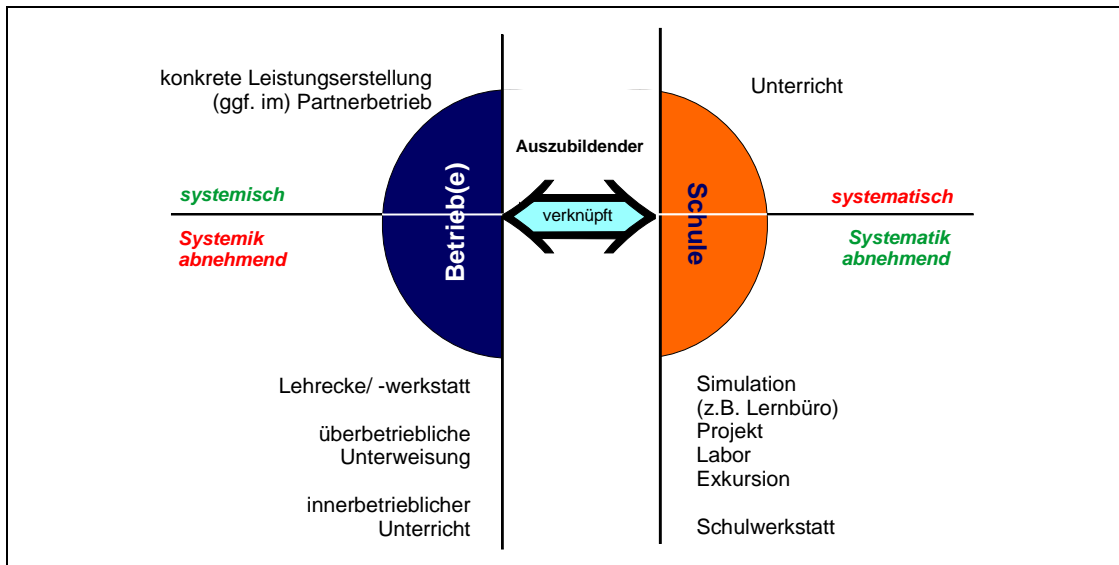 konkrete Leistungserstellung
(ggf. im) Partnerbetrieb
systemisch
Systemik
abnehmend
Betrieb(e)
Lehrecke/ -werkstatt
überbetriebliche
Unterweisung
innerbetrieblicher
Unterricht
Auszubildender
verknüpft
Unterricht
Schule
systematisch
Systematik
abnehmend
Simulation
(z.B. Lernbüro)
Projekt
Labor
Exkursion
Schulwerkstatt